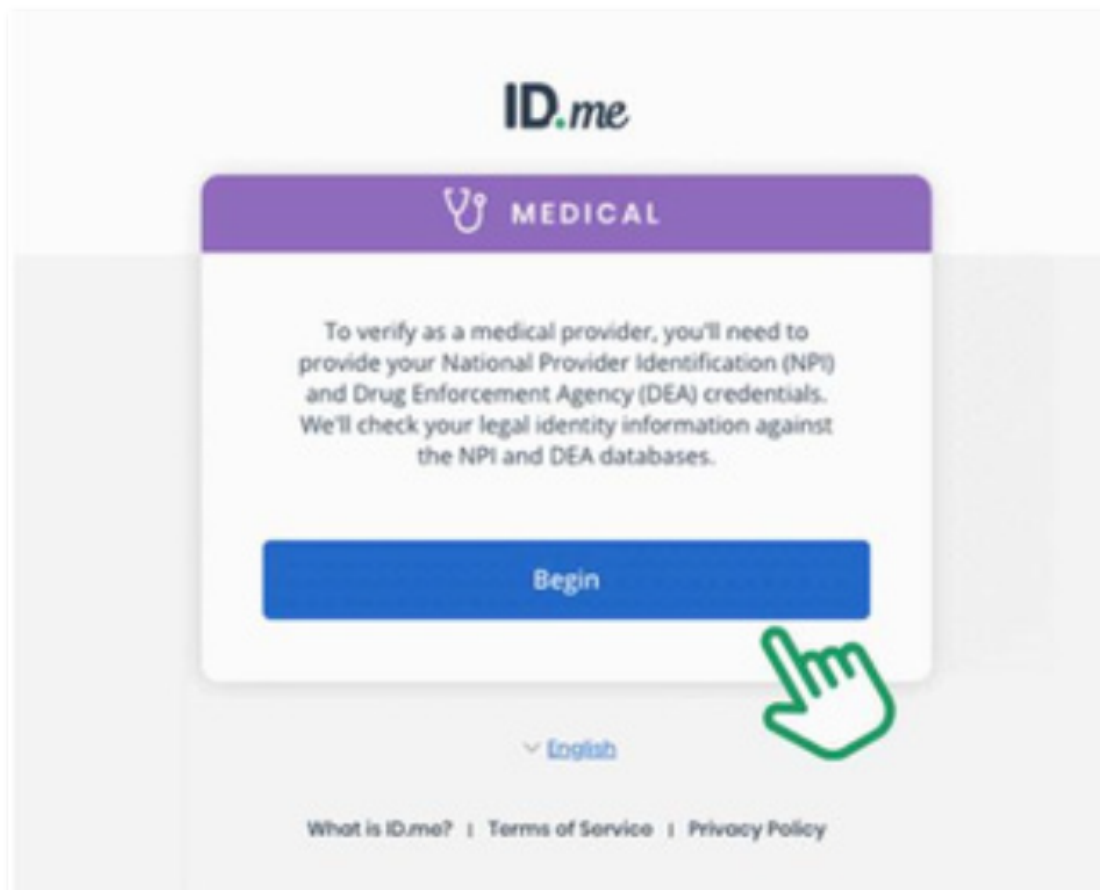 ID.me
MEDICAL
To verify as a medical provider, you'll need to
provide your National Provider Identification (NPI)
and Drug Enforcement Agency (DEA) credentials.
We'll check your legal identity information against
the NPI and DEA databases.
Begin
English
What is ID.me? | Terms of Service | Privacy Policy